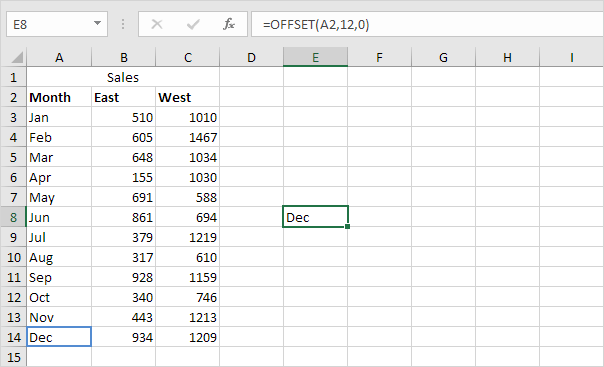 E8 fx =OFFSET(A2,12,0)
A B C D E F G H I
1 Sales
2 Month East West
3 Jan 510 1010
4 Feb 605 1467
5 Mar 648 1034
6 Apr 155 1030
7 May 691 588
8 Jun 861 694 Dec
9 Jul 379 1219
10 Aug 317 610
11 Sep 928 1159
12 Oct 340 746
13 Nov 443 1213
14 Dec 934 1209
15